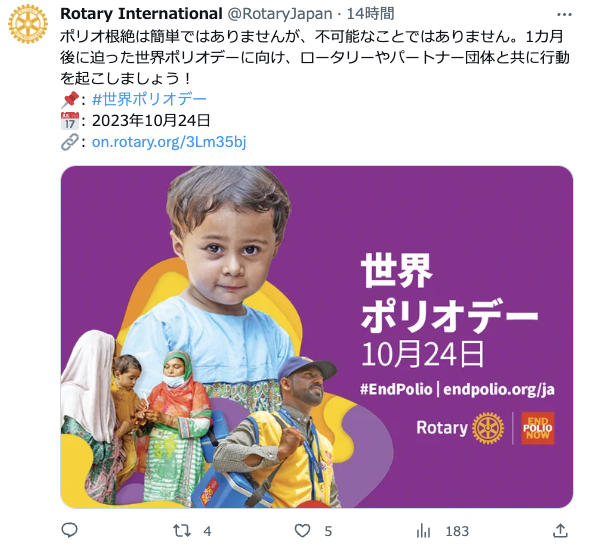 Rotary International @RotaryJapan · 14時間
ポリオ根絶は簡単ではありませんが、不可能なことではありません。1カ月
後に迫った世界ポリオデーに向け、ロータリーやパートナー団体と共に行動
を起こしましょう！
📌: #世界ポリオデー
📅: 2023年10月24日
🔗: on.rotary.org/3Lm35bj
世界
ポリオデー
10月24日
#EndPolio | endpolio.org/ja
Rotary
END
POLIO
NOW
4 5 183